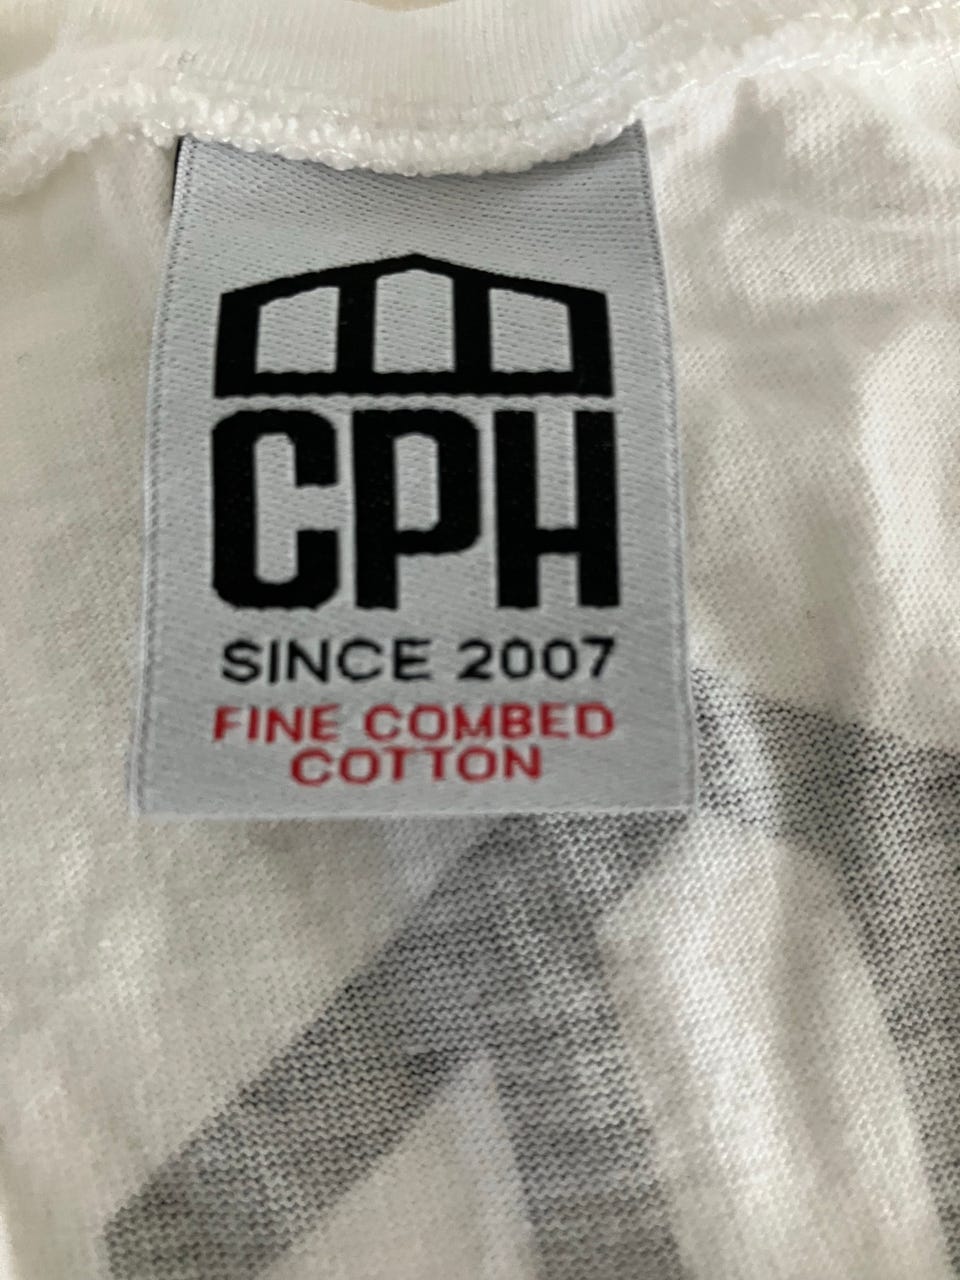 CPH
SINCE 2007
FINE COMBED
COTTON